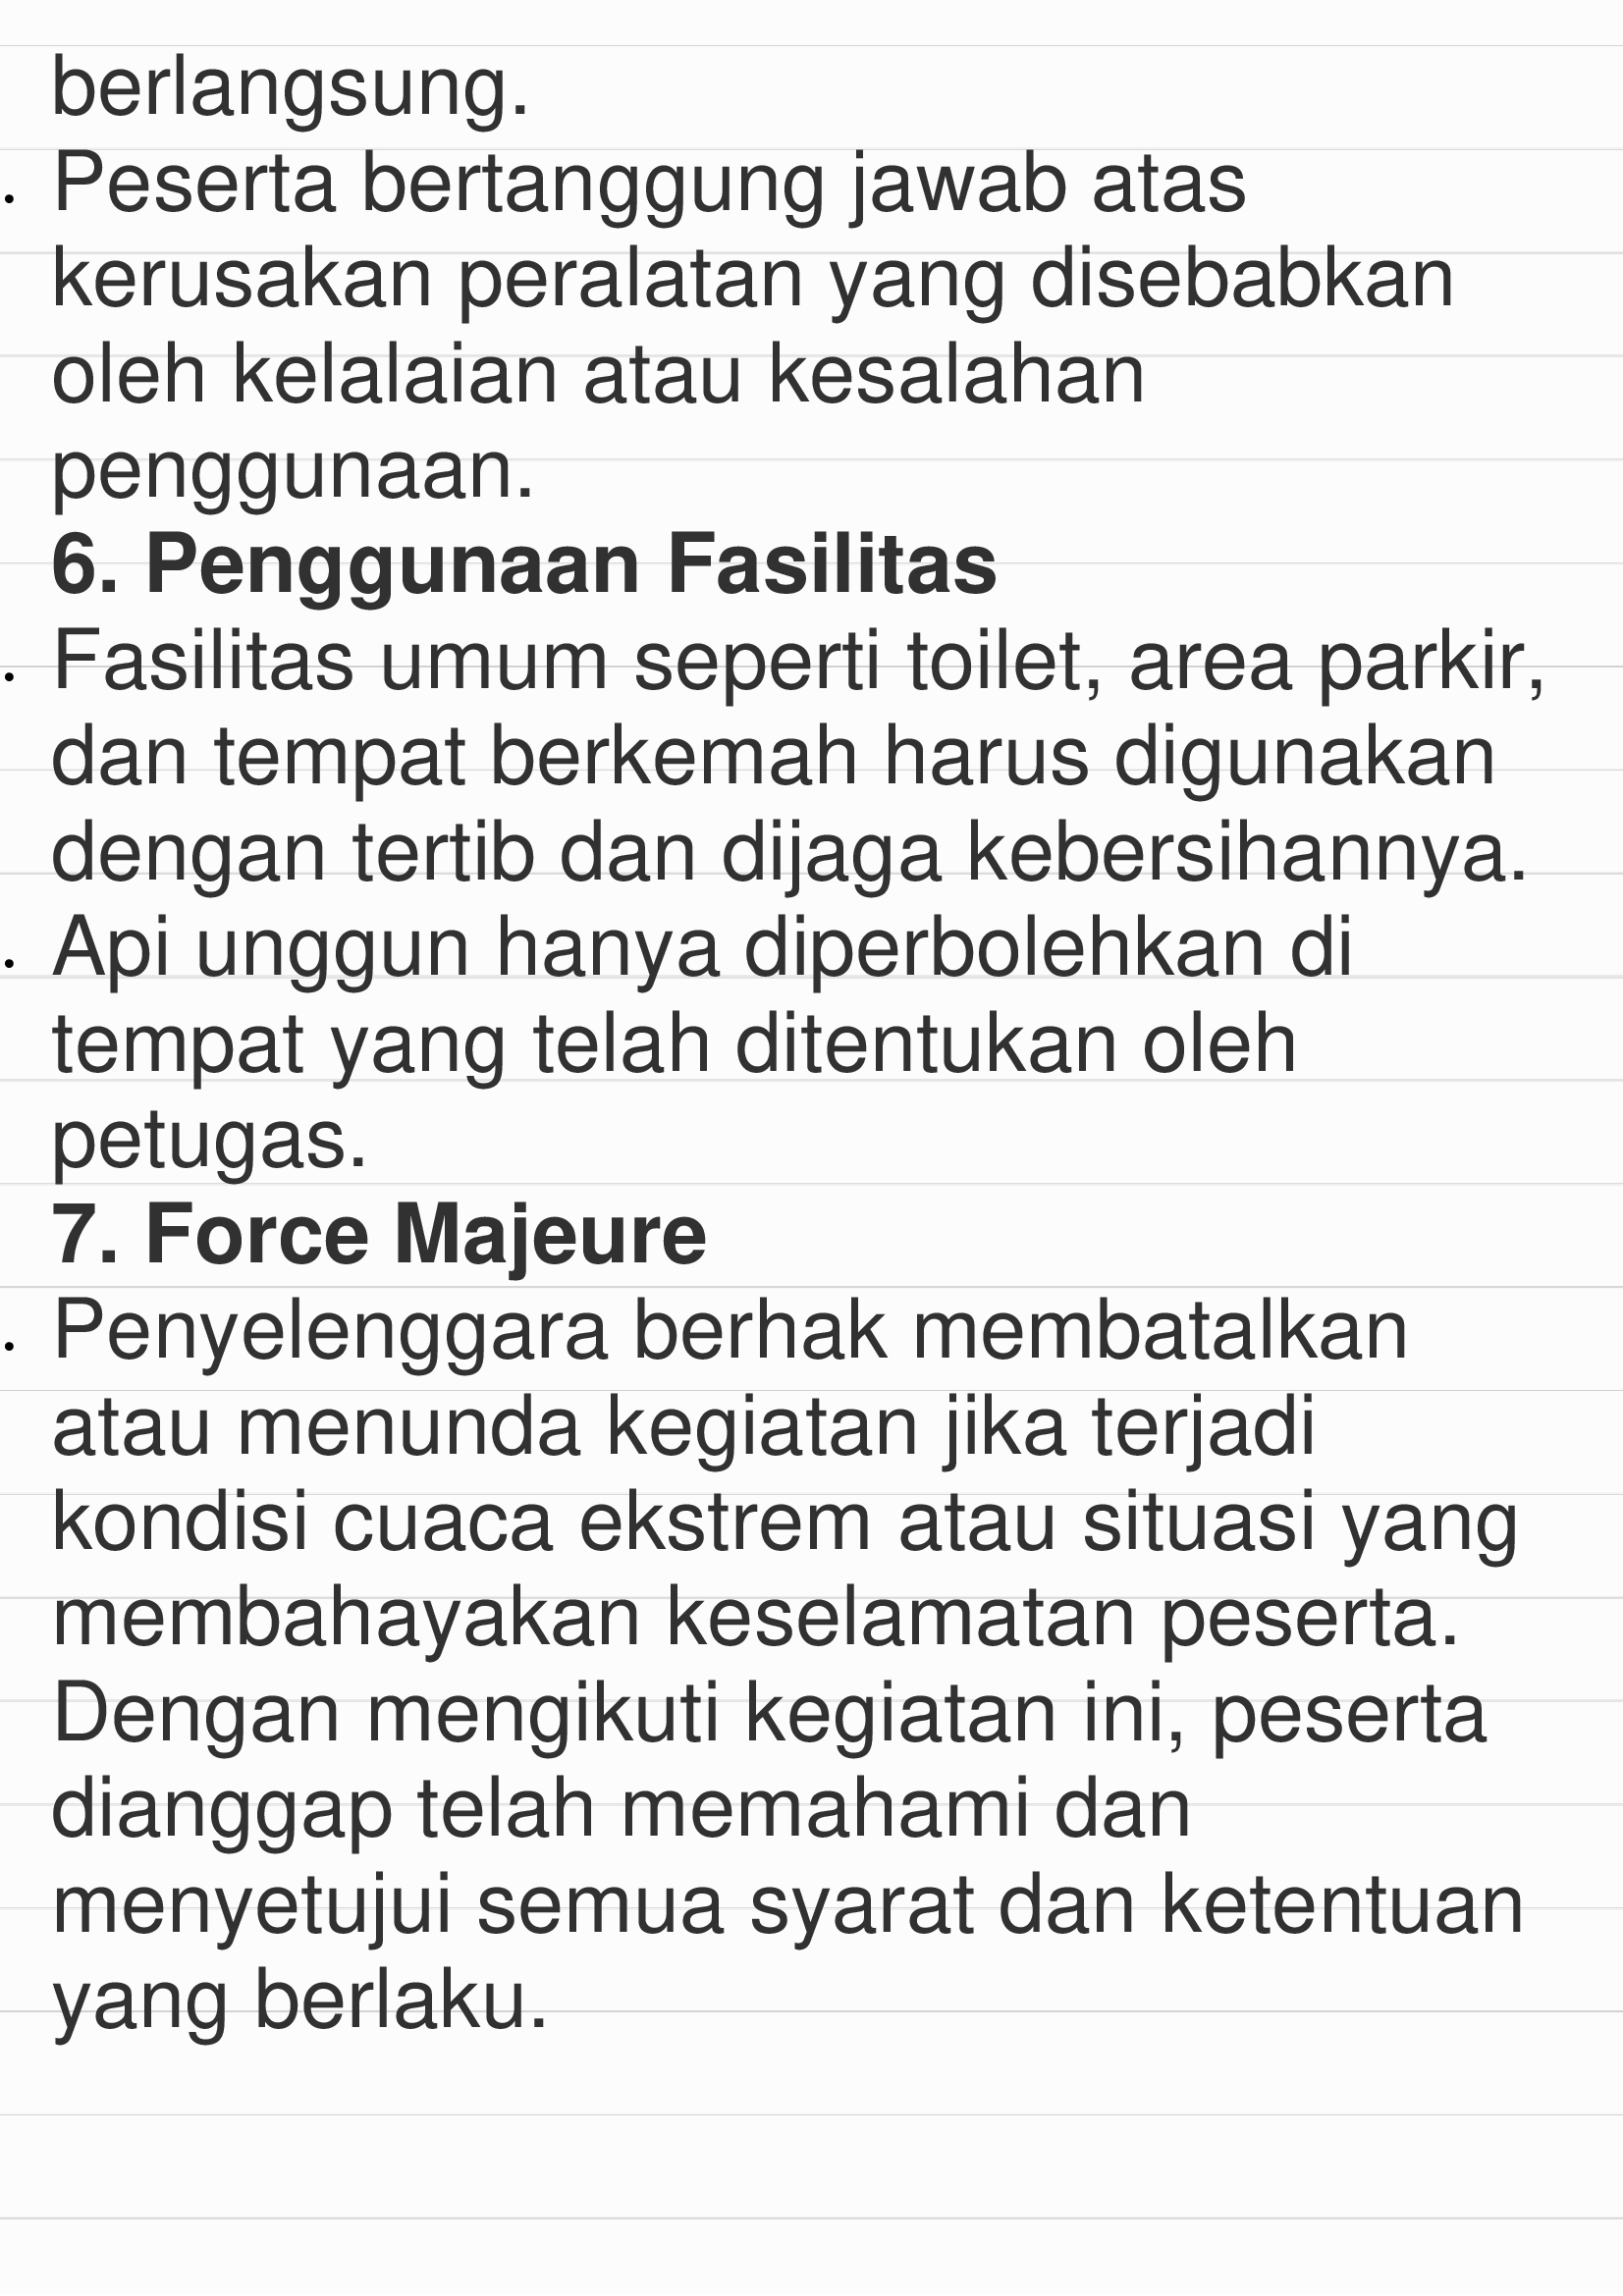 berlangsung.
• Peserta bertanggung jawab atas
kerusakan peralatan yang disebabkan
oleh kelalaian atau kesalahan
penggunaan.
6. Penggunaan Fasilitas
• Fasilitas umum seperti toilet, area parkir,
dan tempat berkemah harus digunakan
dengan tertib dan dijaga kebersihannya.
• Api unggun hanya diperbolehkan di
tempat yang telah ditentukan oleh
petugas.
7. Force Majeure
• Penyelenggara berhak membatalkan
atau menunda kegiatan jika terjadi
kondisi cuaca ekstrem atau situasi yang
membahayakan keselamatan peserta.
Dengan mengikuti kegiatan ini, peserta
dianggap telah memahami dan
menyetujui semua syarat dan ketentuan
yang berlaku.